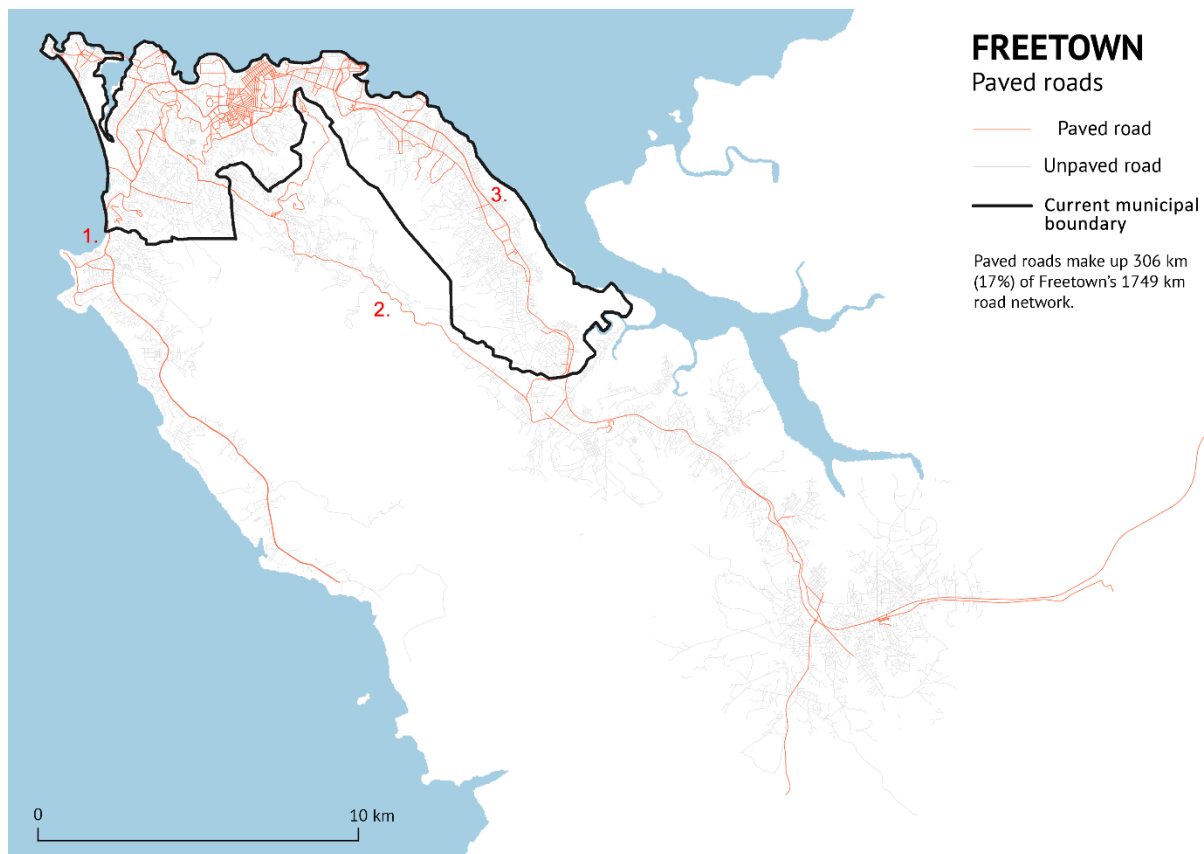 FREETOWN
Paved roads
Paved road
Unpaved road
Current municipal
boundary
Paved roads make up 306 km
(17%) of Freetown's 1749 km
road network.
1.
2.
3.
0
10 km